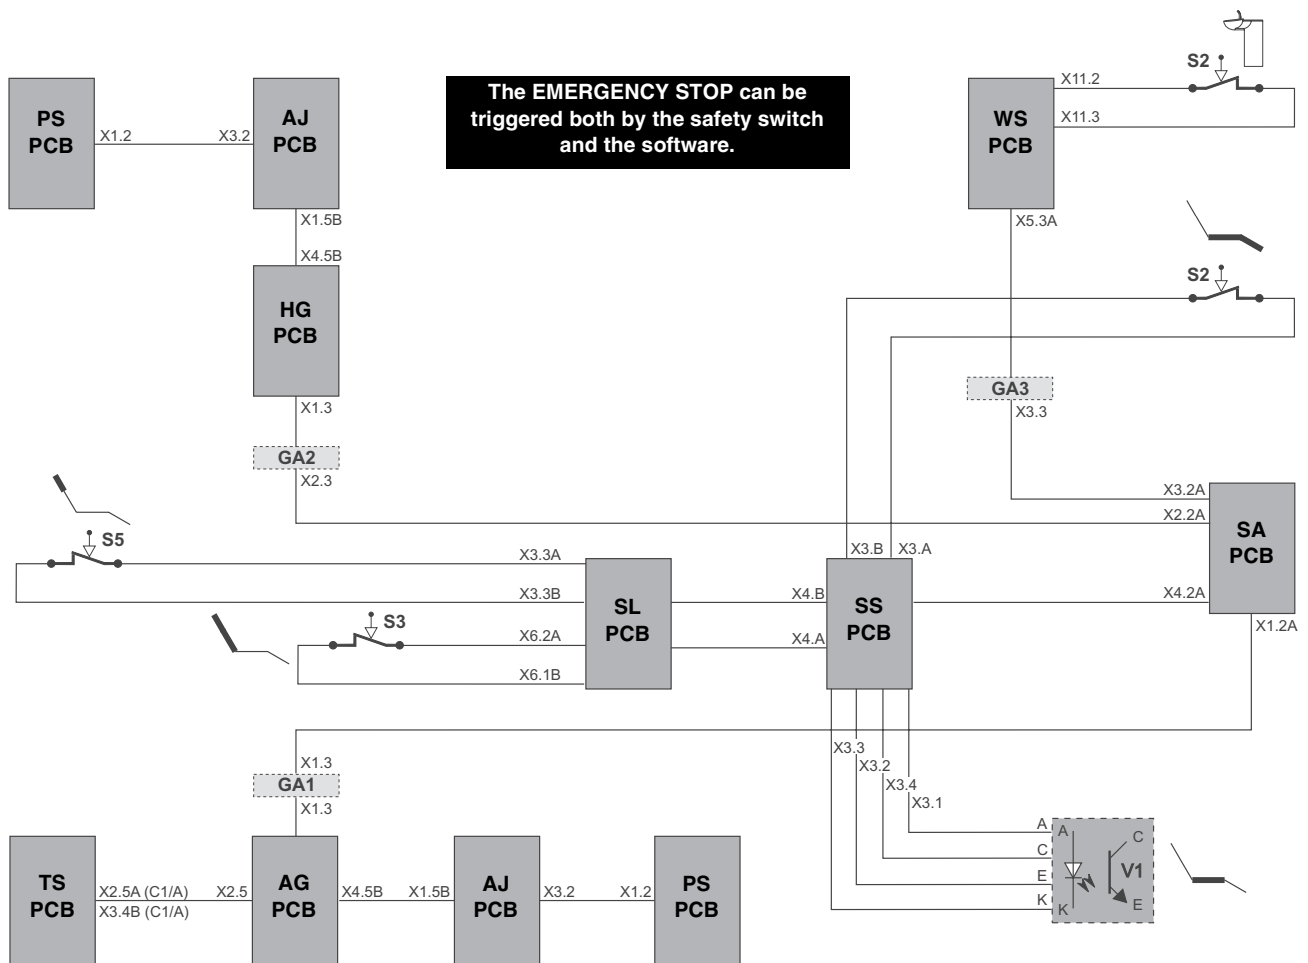 The EMERGENCY STOP can be
triggered both by the safety switch
and the software.
PS
PCB
X1.2
X3.2
AJ
PCB
X1.5B
X4.5B
HG
PCB
X1.3
GA2
X2.3
WS
PCB
X11.2
X11.3
S2
X5.3A
S2
GA3
X3.3
X3.2A
X2.2A
SA
PCB
X4.2A
X1.2A
S5
X3.3A
X3.3B
S3
X6.2A
X6.1B
SL
PCB
X4.B
X4.A
X3.B
X3.A
SS
PCB
X3.3
X3.2
X3.4
X3.1
A
C
E
K
A
K
C
V1
E
X1.3
GA1
X1.3
TS
PCB
X2.5A (C1/A)
X3.4B (C1/A)
X2.5
AG
PCB
X4.5B
X1.5B
AJ
PCB
X3.2
X1.2
PS
PCB